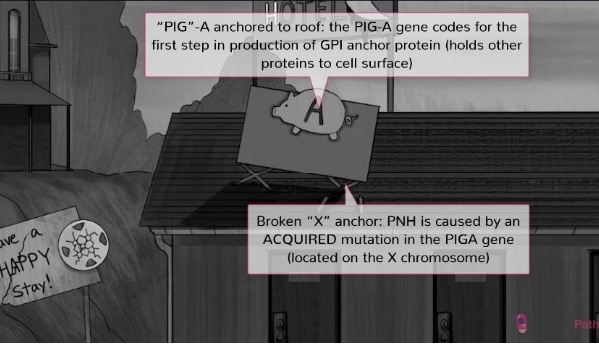 HOTEL
"PIG"-A anchored to roof: the PIG-A gene codes for the
first step in production of GPI anchor protein (holds other
proteins to cell surface)
A
Broken "X" anchor: PNH is caused by an
ACQUIRED mutation in the PIGA gene
(located on the X chromosome)
ave a
HAPPY
Stay!
Path